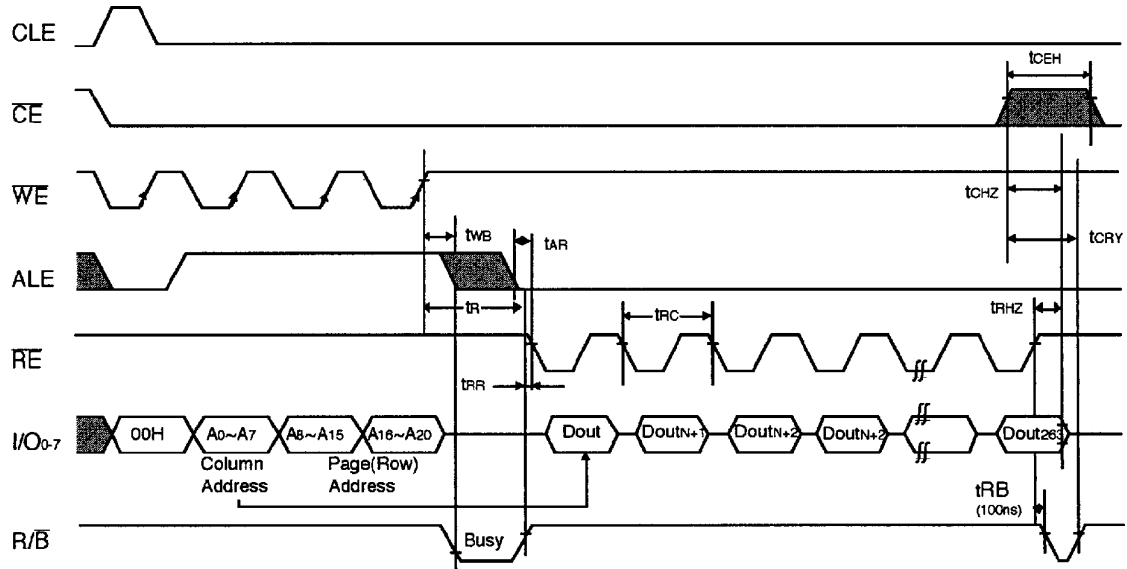 CLE
tCEH
CE
WE
tCHZ
tWB
tAR
tCRY
ALE
tR
tRC
tRHZ
RE
tRR
I/O0-7
00H
A0~A7
A8~A15
A16~A20
Dout
DoutN+1
DoutN+2
DoutN+2
Dout263
Column
Address
Page(Row)
Address
tRB
(100ns)
R/B
Busy